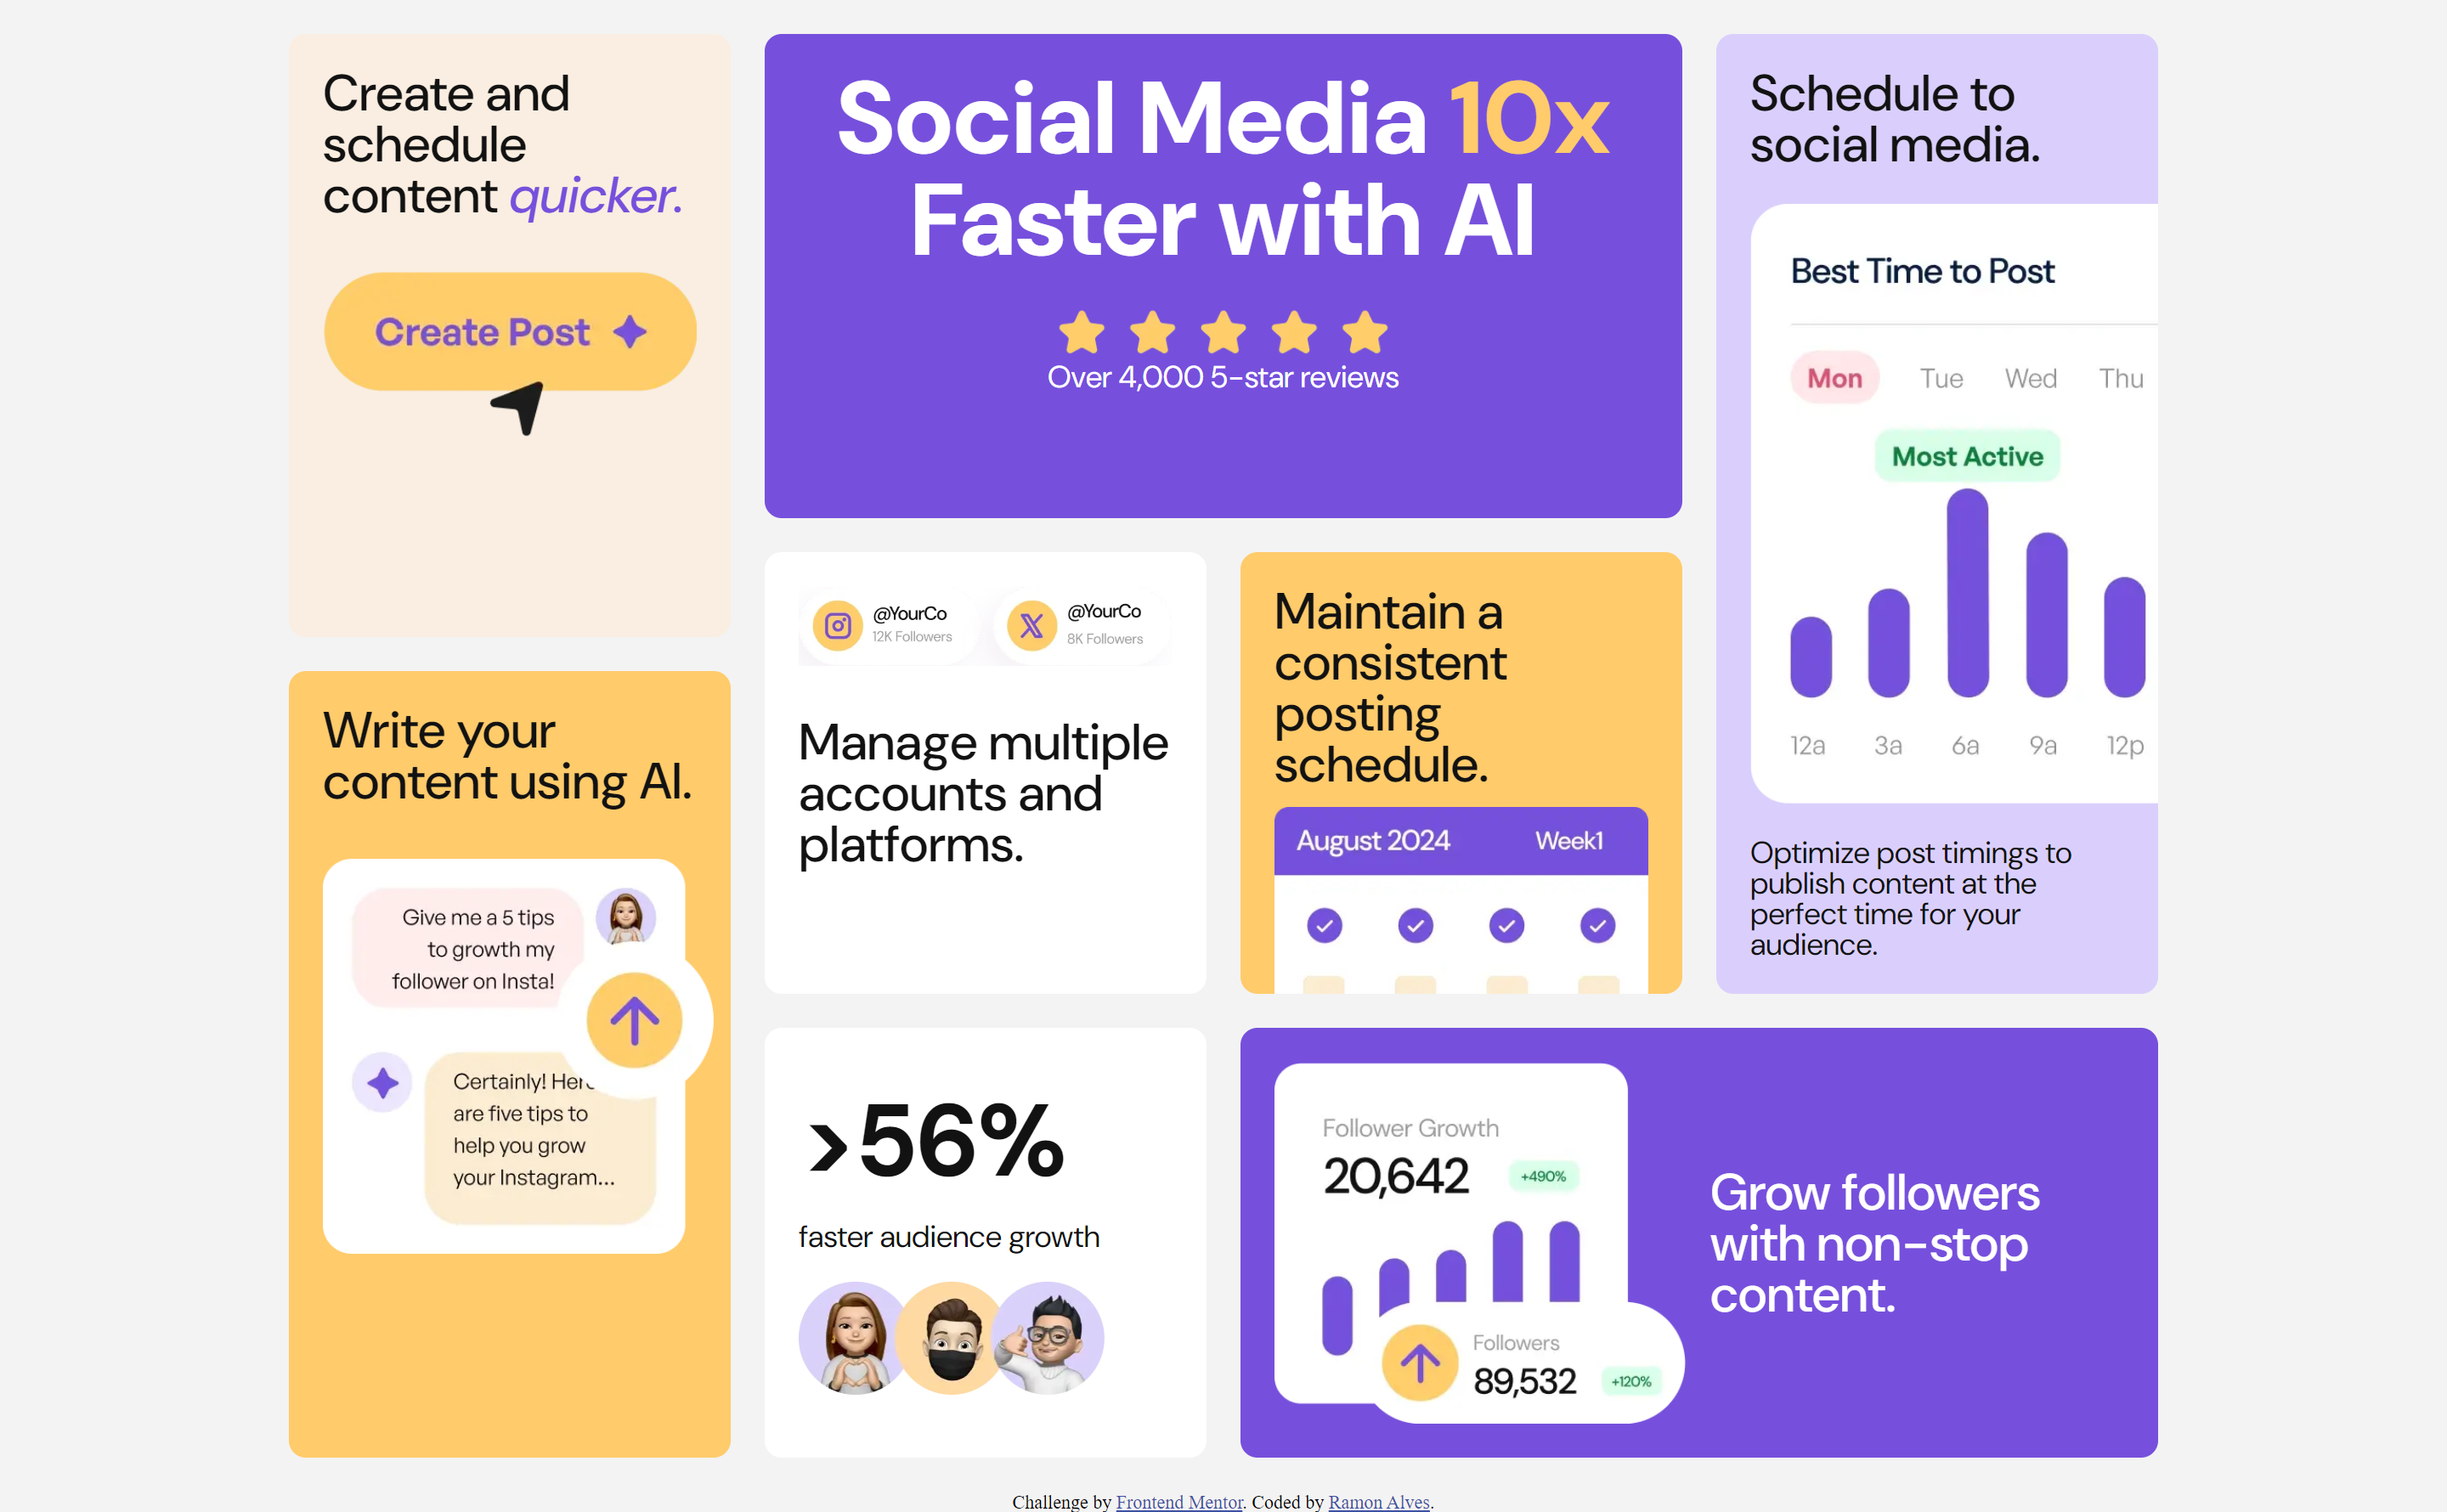 Create and
schedule
content quicker.
Create Post
Social Media 10x
Faster with AI
Over 4,000 5-star reviews
Schedule to
social media.
Best Time to Post
Mon Tue Wed Thu
Most Active
12a 3a 6a 9a 12p
Optimize post timings to
publish content at the
perfect time for your
audience.
Write your
content using AI.
Give me a 5 tips
to growth my
follower on Insta!
Certainly! Here
are five tips to
help you grow
your Instagram...
@YourCo
12K Followers
@YourCo
8K Followers
Manage multiple
accounts and
platforms.
Maintain a
consistent
posting
schedule.
August 2024 Week1
>56%
faster audience growth
Follower Growth
20,642 +490%
Followers
89,532 +120%
Grow followers
with non-stop
content.
Challenge by Frontend Mentor. Coded by Ramon Alves.